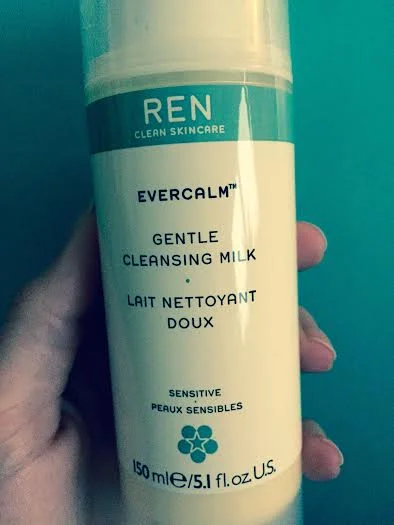 REN
CLEAN SKINCARE
EVERCALM™
GENTLE
CLEANSING MILK
•
LAIT NETTOYANT
DOUX
SENSITIVE
•
PEAUX SENSIBLES
150 ml℮/5.1 fl.oz.U.S.